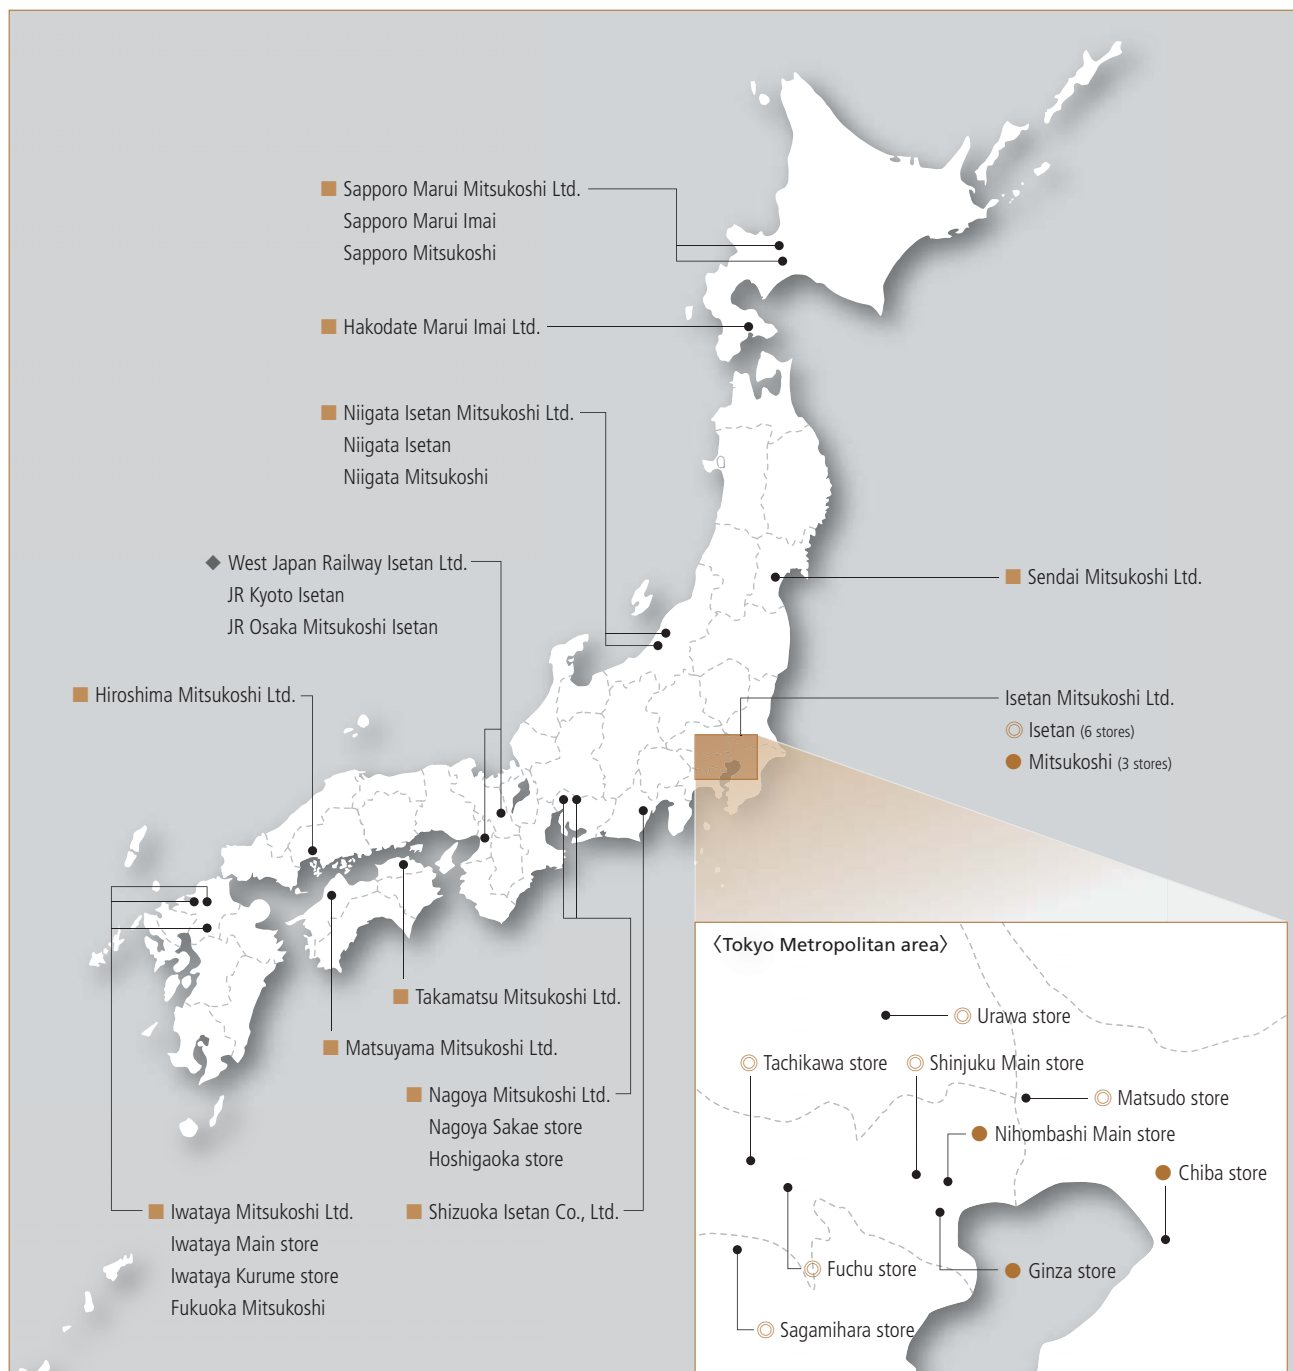 Sapporo Marui Mitsukoshi Ltd.
Sapporo Marui Imai
Sapporo Mitsukoshi
Hakodate Marui Imai Ltd.
Niigata Isetan Mitsukoshi Ltd.
Niigata Isetan
Niigata Mitsukoshi
West Japan Railway Isetan Ltd.
JR Kyoto Isetan
JR Osaka Mitsukoshi Isetan
Sendai Mitsukoshi Ltd.
Hiroshima Mitsukoshi Ltd.
Isetan Mitsukoshi Ltd.
Isetan (6 stores)
Mitsukoshi (3 stores)
Takamatsu Mitsukoshi Ltd.
Matsuyama Mitsukoshi Ltd.
Nagoya Mitsukoshi Ltd.
Nagoya Sakae store
Hoshigaoka store
Iwataya Mitsukoshi Ltd.
Iwataya Main store
Iwataya Kurume store
Fukuoka Mitsukoshi
Shizuoka Isetan Co., Ltd.
〈Tokyo Metropolitan area〉
Urawa store
Tachikawa store
Shinjuku Main store
Matsudo store
Nihombashi Main store
Chiba store
Fuchu store
Ginza store
Sagamihara store